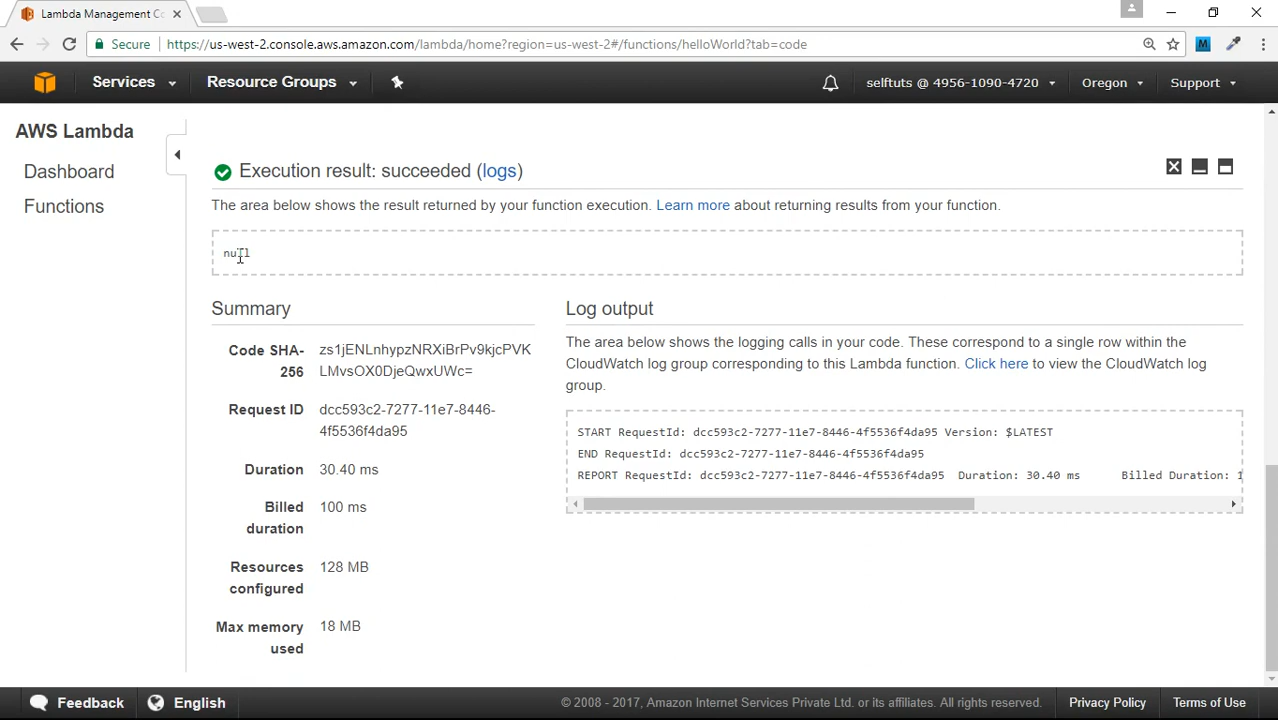 Lambda Management Co
Secure
https://us-west-2.console.aws.amazon.com/lambda/home?region=us-west-2#/functions/helloWorld?tab=code
M
Services
Resource Groups
selftuts @ 4956-1090-4720
Oregon
Support
AWS Lambda
Dashboard
Functions
Execution result: succeeded (logs)
The area below shows the result returned by your function execution. Learn more about returning results from your function.
null
Summary
Code SHA-
256
zs1jENLnhypzNRXiBrPv9kjcPVK
LMvsOX0DjeQwxUWc=
Request ID
dcc593c2-7277-11e7-8446-
4f5536f4da95
Duration
30.40 ms
Billed
duration
100 ms
Resources
configured
128 MB
Max memory
used
18 MB
Log output
The area below shows the logging calls in your code. These correspond to a single row within the
CloudWatch log group corresponding to this Lambda function. Click here to view the CloudWatch log
group.
START RequestId: dcc593c2-7277-11e7-8446-4f5536f4da95 Version: $LATEST
END RequestId: dcc593c2-7277-11e7-8446-4f5536f4da95
REPORT RequestId: dcc593c2-7277-11e7-8446-4f5536f4da95 Duration: 30.40 ms Billed Duration: 1
Feedback
English
© 2008 - 2017, Amazon Internet Services Private Ltd. or its affiliates. All rights reserved.
Privacy Policy
Terms of Use